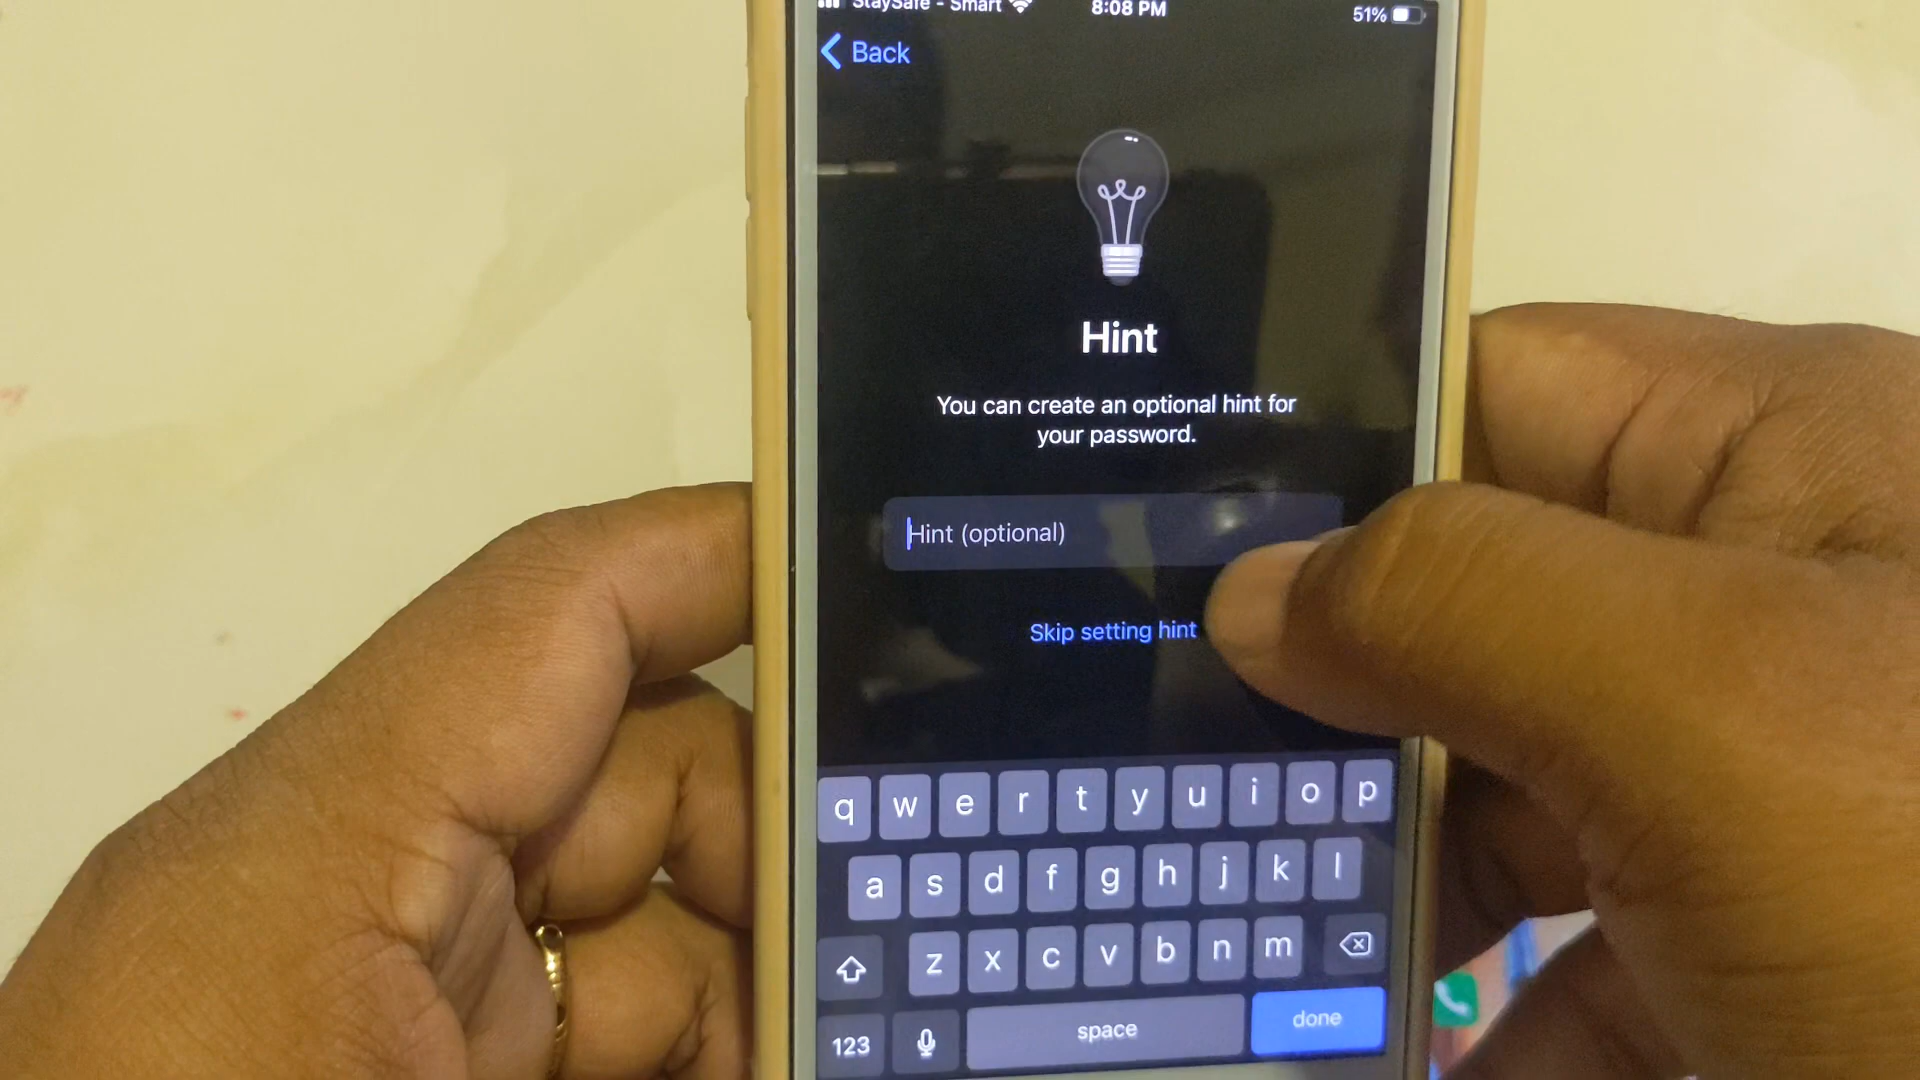 StaySafe - Smart 8:08 PM 51%
Back
Hint
You can create an optional hint for
your password.
Hint (optional)
Skip setting hint
q w e r t y u i o p
a s d f g h j k l
z x c v b n m
123 space done